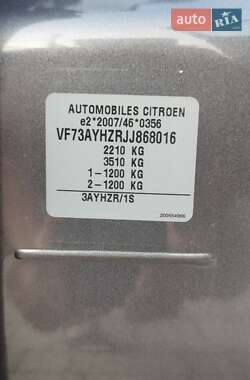 AUTO RIA
AUTOMOBILES CITROEN
e2*2007/46*0356
VF73AYHZRJJ868016
2210 KG
3510 KG
1-1200 KG
2-1200 KG
3AYHZR/1S